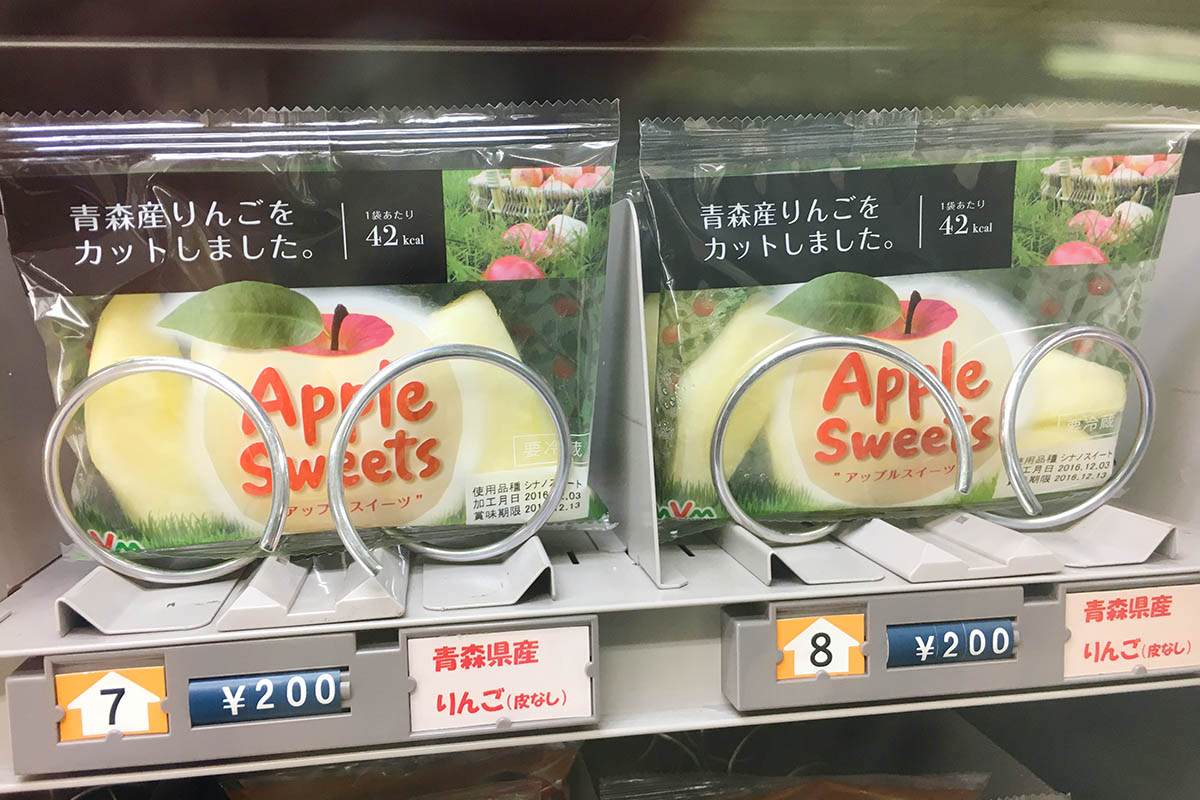 青森産りんごを
カットしました。
1袋あたり
42 kcal
Apple
Sweets
"アップルスイーツ"
要冷蔵
使用品種 シナノスイート
加工月日 2016.12.03
賞味期限 2016.12.13
青森産りんごを
カットしました。
1袋あたり
42 kcal
Apple
Sweets
"アップルスイーツ"
要冷蔵
使用品種 シナノスイート
加工月日 2016.12.03
賞味期限 2016.12.13
7
¥200
青森県産
りんご(皮なし)
8
¥200
青森県産
りんご(皮なし)